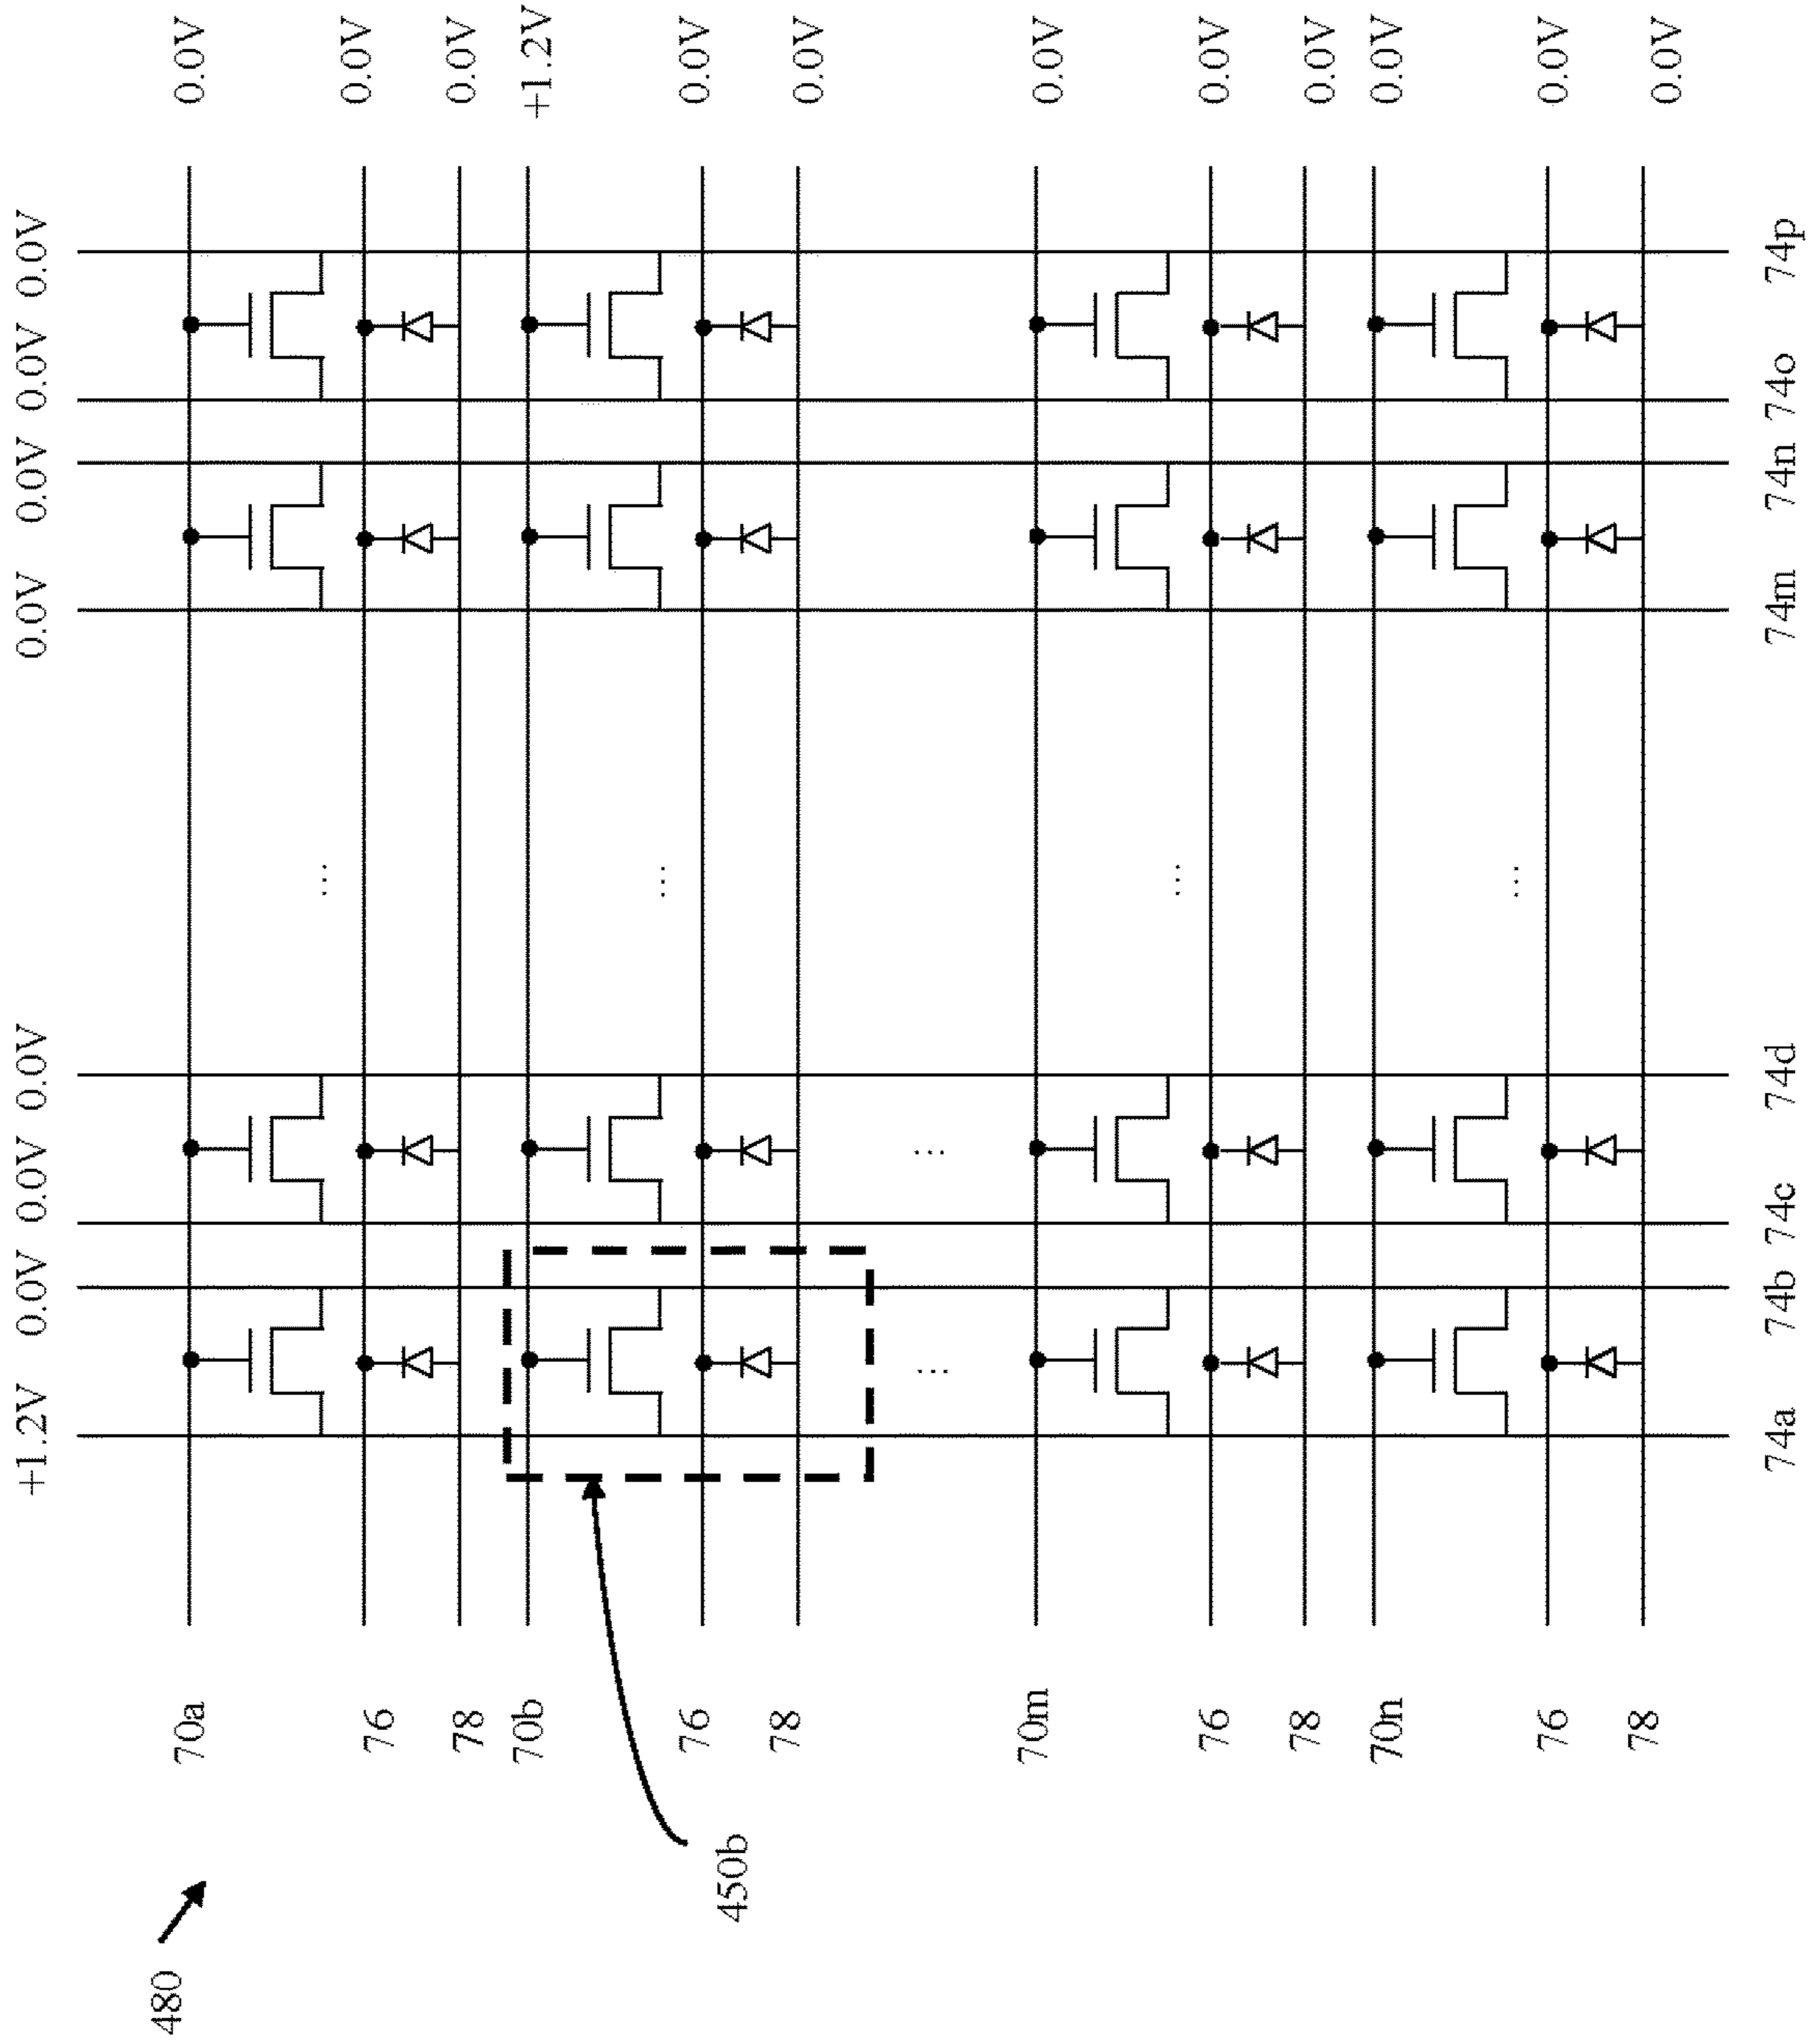 +1.2V 0.0V 0.0V 0.0V 0.0V 0.0V 0.0V 0.0V
480
70a 0.0V
...
76 0.0V
78 0.0V
70b +1.2V
...
76 0.0V
450b
78 0.0V
... ...
70m 0.0V
...
76 0.0V
78 0.0V
70n 0.0V
...
76 0.0V
78 0.0V
74a 74b 74c 74d 74m 74n 74o 74p